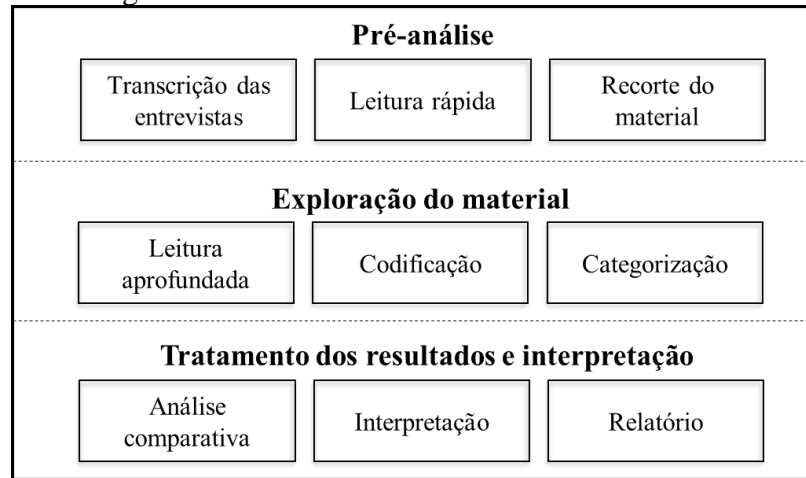 Pré-análise
Transcrição das
entrevistas
Leitura rápida
Recorte do
material
Exploração do material
Leitura
aprofundada
Codificação
Categorização
Tratamento dos resultados e interpretação
Análise
comparativa
Interpretação
Relatório